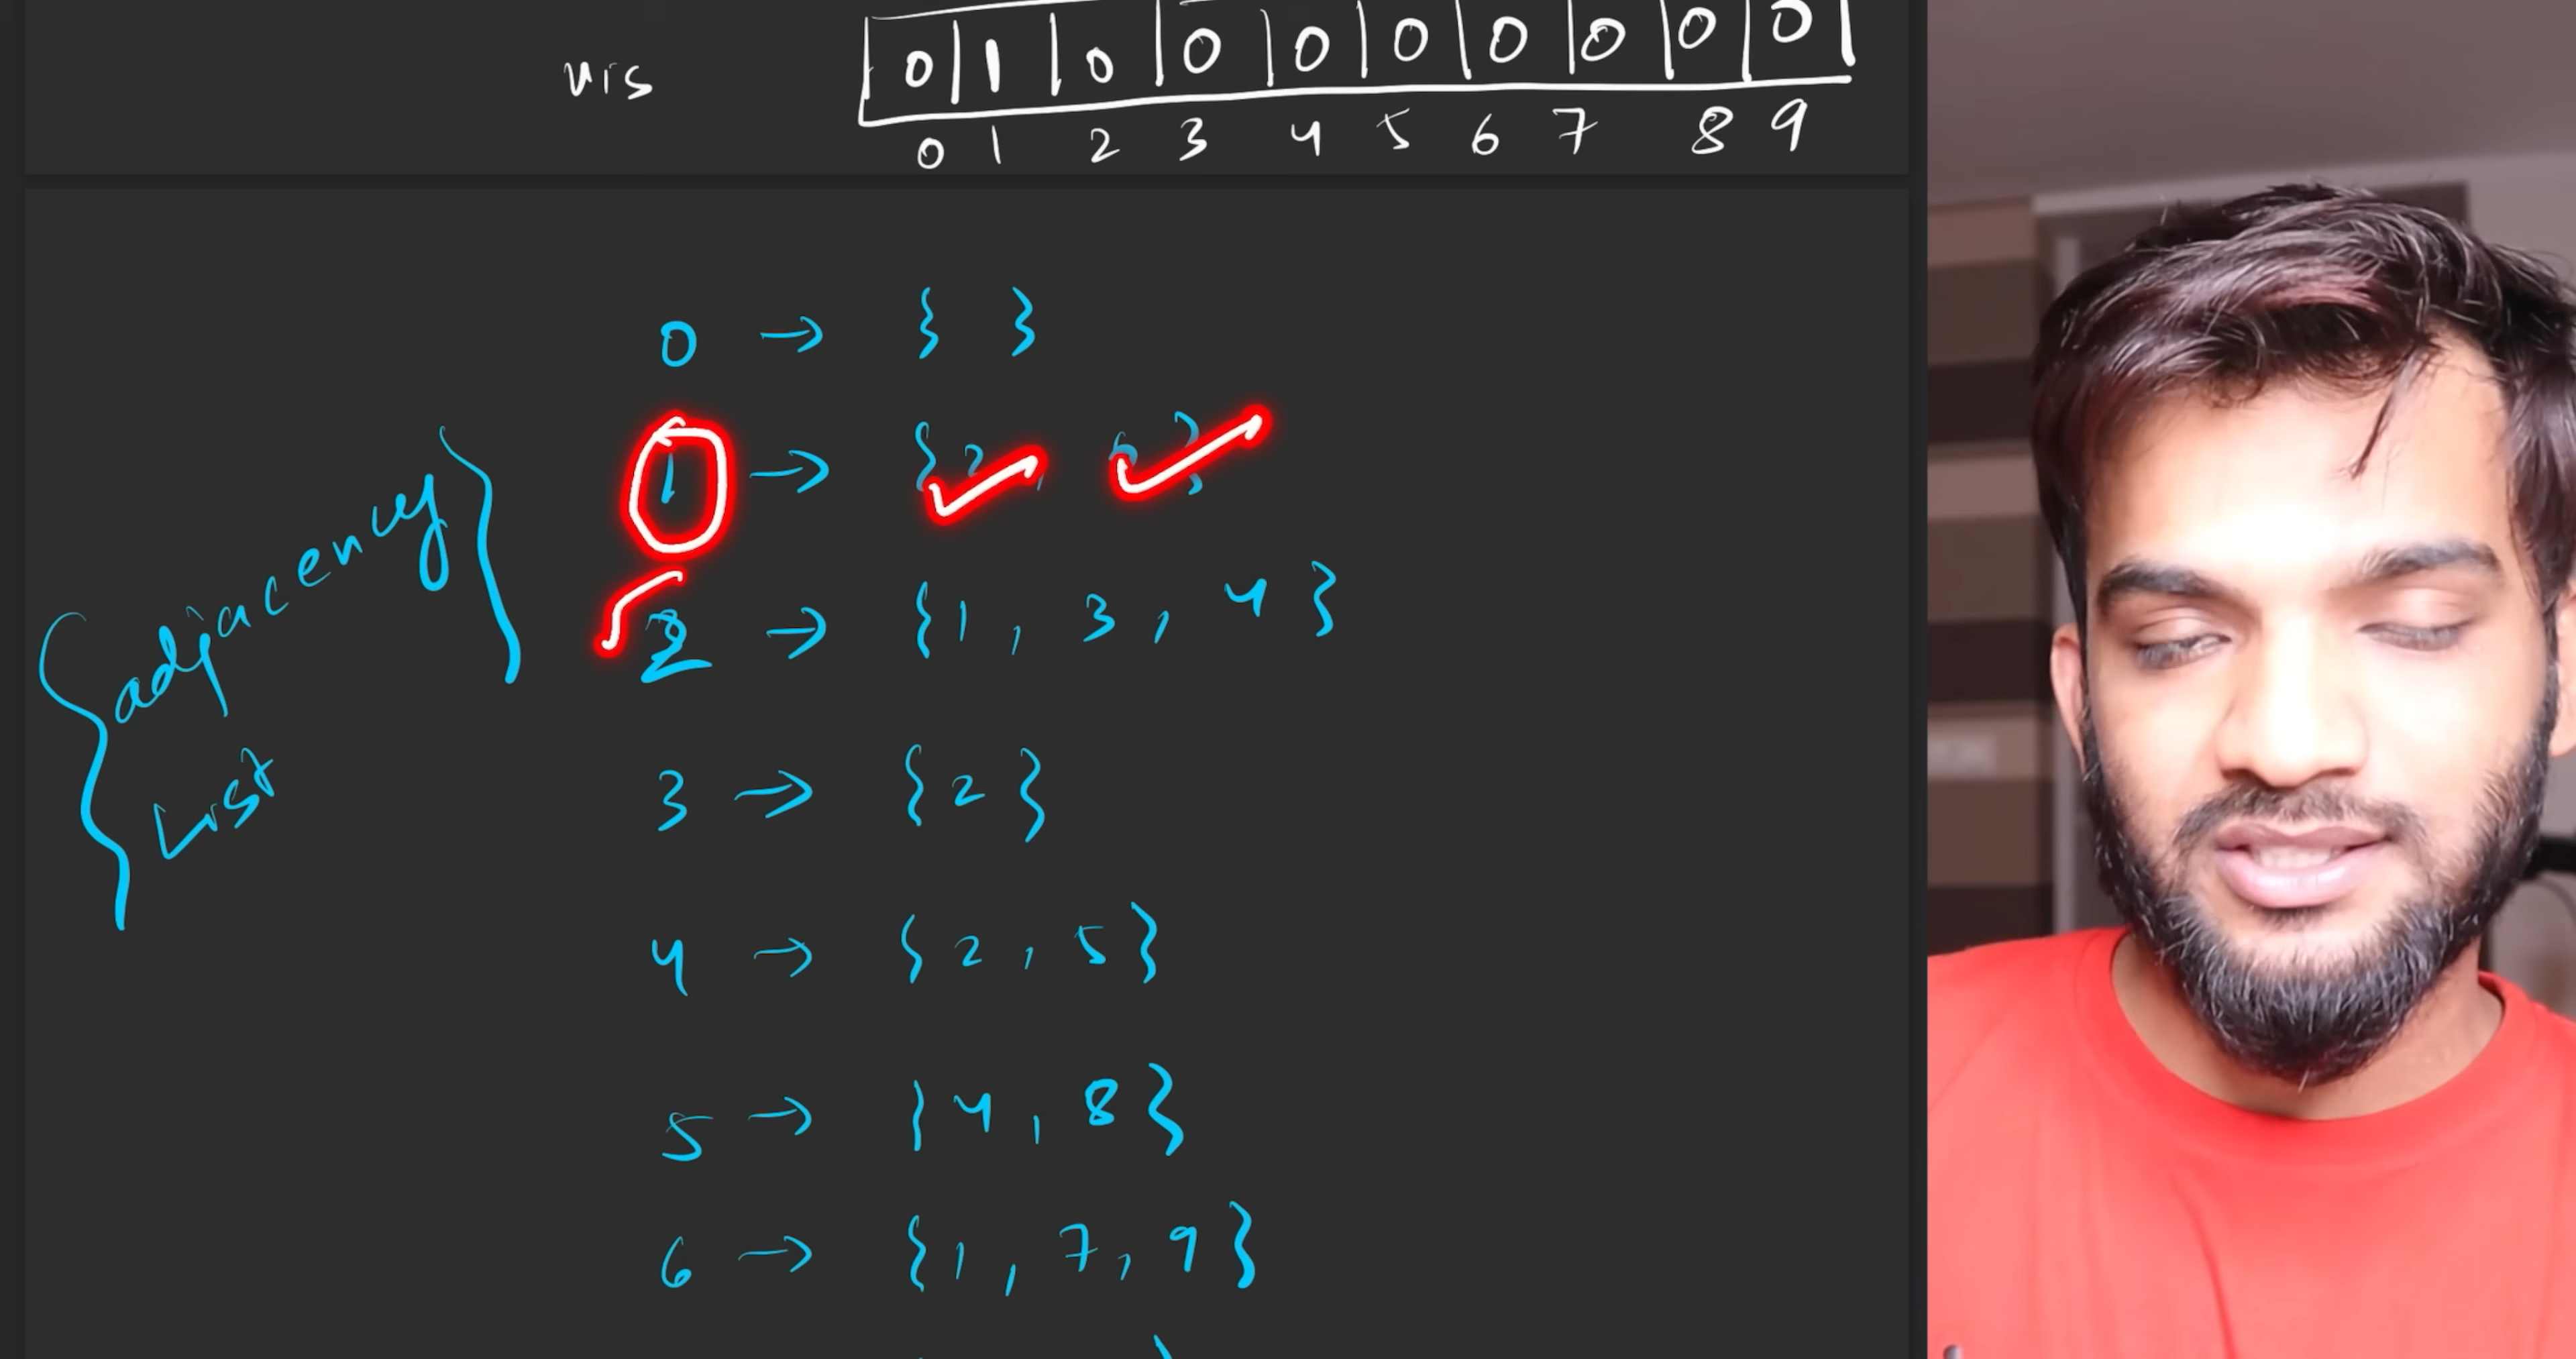 vis 0 1 0 0 0 0 0 0 0 0
0 1 2 3 4 5 6 7 8 9
adjacency
List
0 → { }
1 → {2, 6}
2 → {1, 3, 4}
3 → {2}
4 → {2, 5}
5 → {4, 8}
6 → {1, 7, 9}